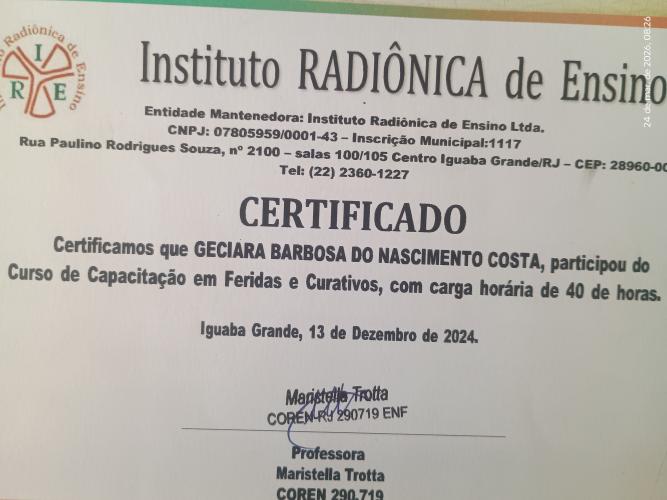 Radiônica de Ensino
I
R E
Instituto RADIÔNICA de Ensino
Entidade Mantenedora: Instituto Radiônica de Ensino Ltda.
CNPJ: 07805959/0001-43 – Inscrição Municipal:1117
Rua Paulino Rodrigues Souza, nº 2100 – salas 100/105 Centro Iguaba Grande/RJ – CEP: 28960-00
Tel: (22) 2360-1227
CERTIFICADO
Certificamos que GECIARA BARBOSA DO NASCIMENTO COSTA, participou do
Curso de Capacitação em Feridas e Curativos, com carga horária de 40 de horas.
Iguaba Grande, 13 de Dezembro de 2024.
Maristella Trotta
COREN-RJ 290719 ENF
Professora
Maristella Trotta
COREN 290.719
2026, 08:26